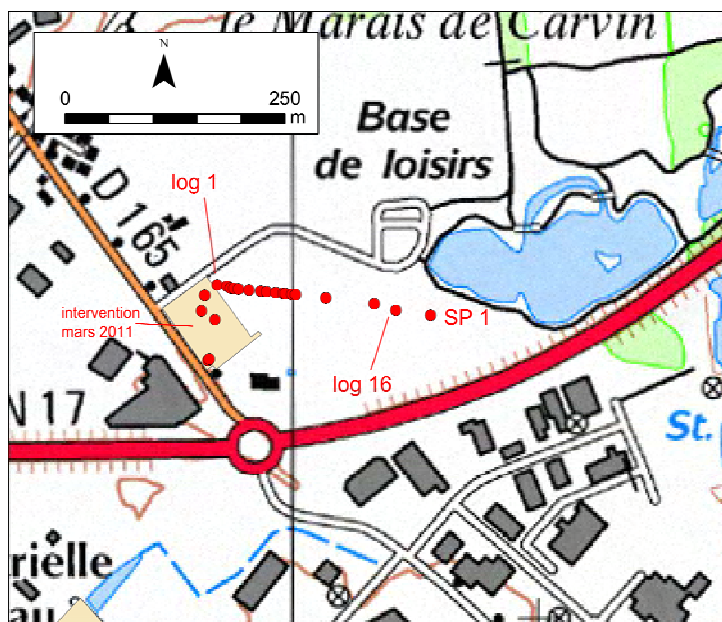 le Marais de Carvin
N
0 250
m
Base
de loisirs
log 1
D 165
intervention
mars 2011
SP 1
log 16
N 17
St.
rielle
au